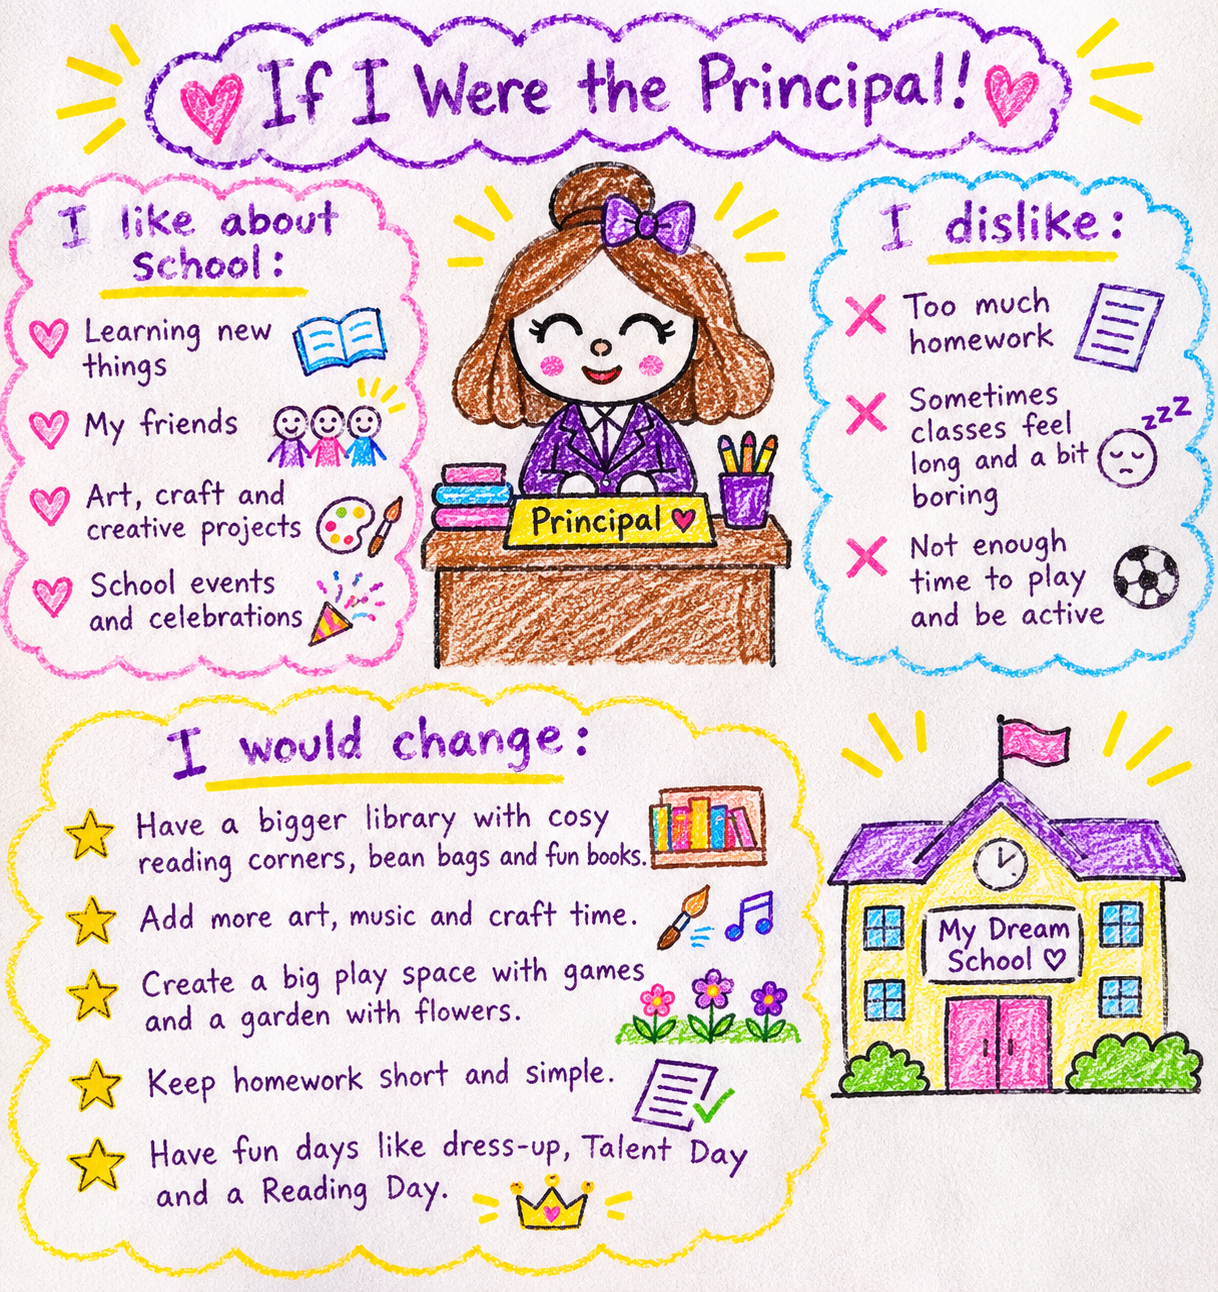 If I Were the Principal!
I like about
school:
Learning new
things
My friends
Art, craft and
creative projects
School events
and celebrations
Principal
I dislike:
Too much
homework
Sometimes
classes feel
long and a bit
boring
zzz
Not enough
time to play
and be active
I would change:
Have a bigger library with cosy
reading corners, bean bags and fun books.
Add more art, music and craft time.
Create a big play space with games
and a garden with flowers.
Keep homework short and simple.
Have fun days like dress-up, Talent Day
and a Reading Day.
My Dream
School